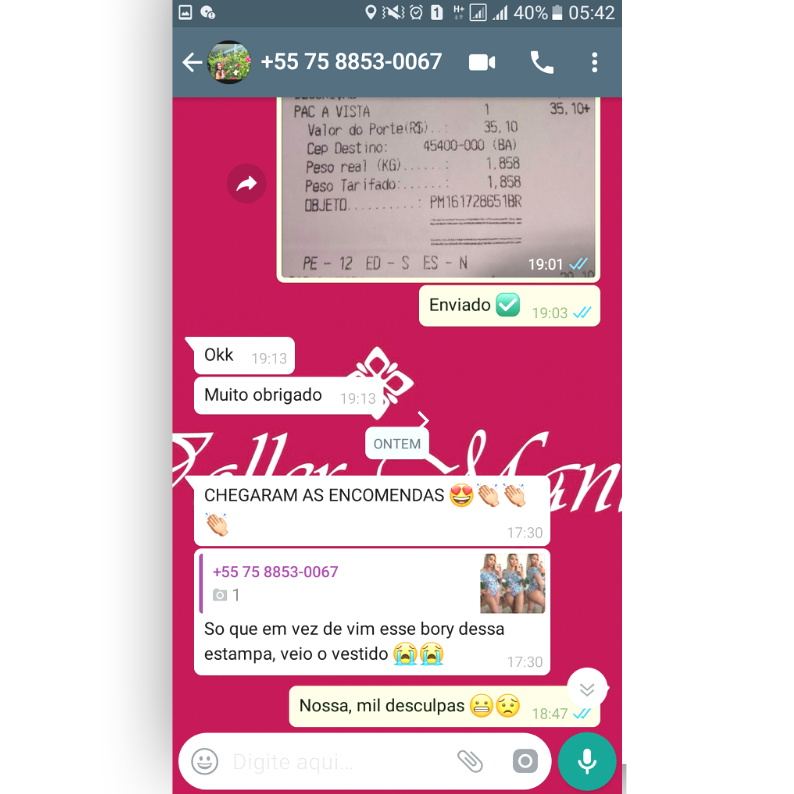 1 H+ 40% 05:42
+55 75 8853-0067
PAC A VISTA 1 35,10+
Valor do Porte(R$)..: 35,10
Cep Destino: 45400-000 (BA)
Peso real (KG)......: 1,858
Peso Tarifado:......: 1,858
OBJETO..........: PM161728651BR
PE - 12 ED - S ES - N
19:01
Enviado ✅ 19:03
Okk 19:13
Muito obrigado 19:13
ONTEM
CHEGARAM AS ENCOMENDAS 😍👏🏻👏🏻
👏🏻
17:30
+55 75 8853-0067
1
So que em vez de vim esse bory dessa
estampa, veio o vestido 😭😭
17:30
Nossa, mil desculpas 😬😟 18:47
Digite aqui...